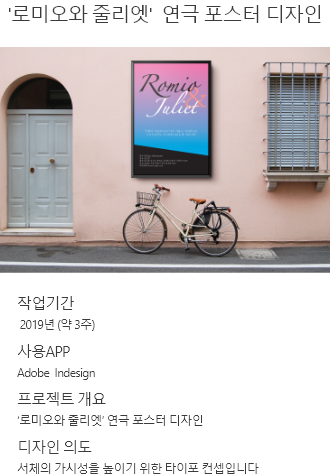 '로미오와 줄리엣' 연극 포스터 디자인
Romio
&
Juliet
작업기간
2019년 (약 3주)
사용APP
Adobe Indesign
프로젝트 개요
‘로미오와 줄리엣’ 연극 포스터 디자인
디자인 의도
서체의 가시성을 높이기 위한 타이포 컨셉입니다